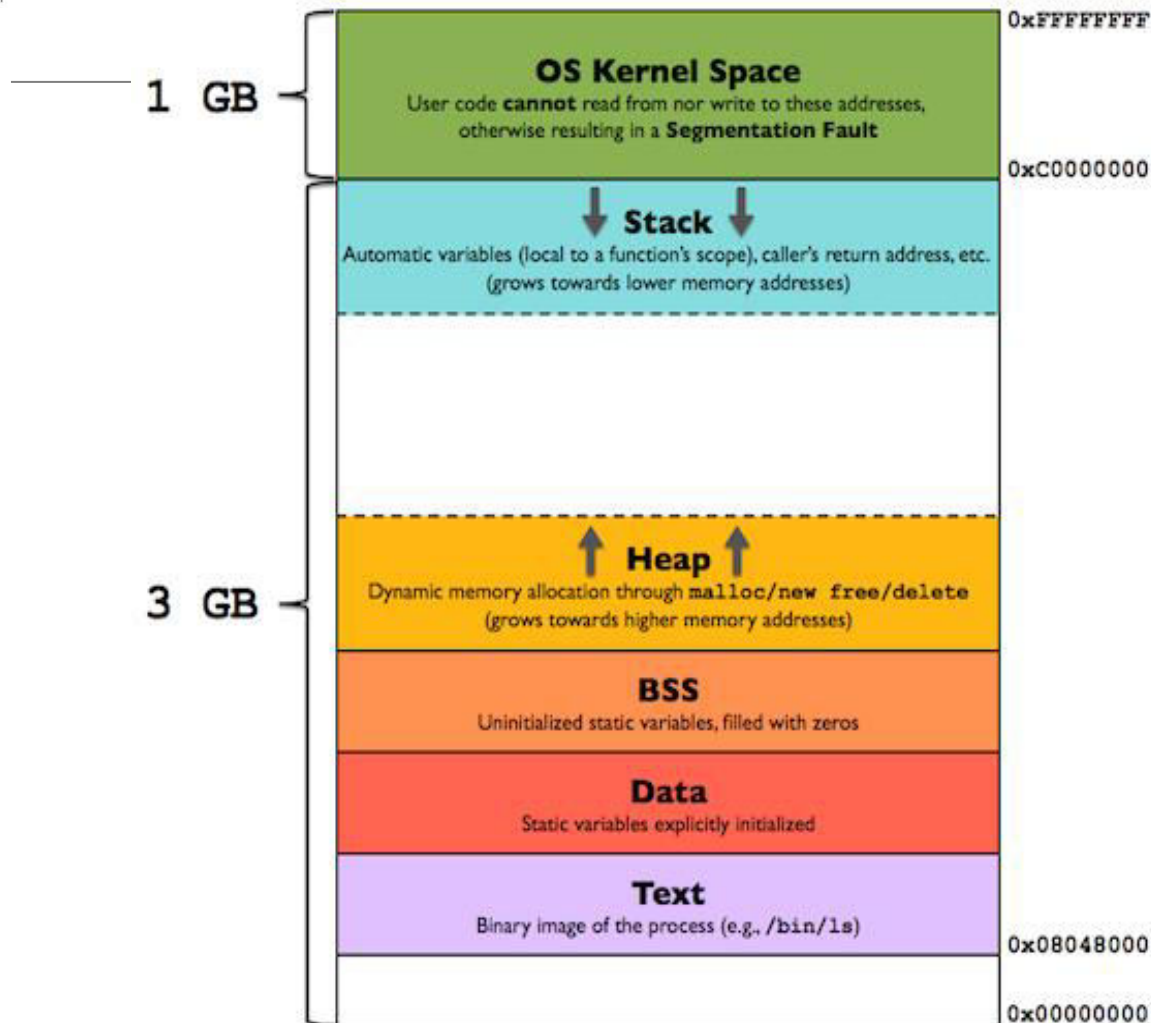 0xFFFFFFFF
OS Kernel Space
1 GB
User code cannot read from nor write to these addresses,
otherwise resulting in a Segmentation Fault
0xC0000000
Stack
Automatic variables (local to a function's scope), caller's return address, etc.
(grows towards lower memory addresses)
Heap
3 GB
Dynamic memory allocation through malloc/new free/delete
(grows towards higher memory addresses)
BSS
Uninitialized static variables, filled with zeros
Data
Static variables explicitly initialized
Text
Binary image of the process (e.g., /bin/ls)
0x08048000
0x00000000